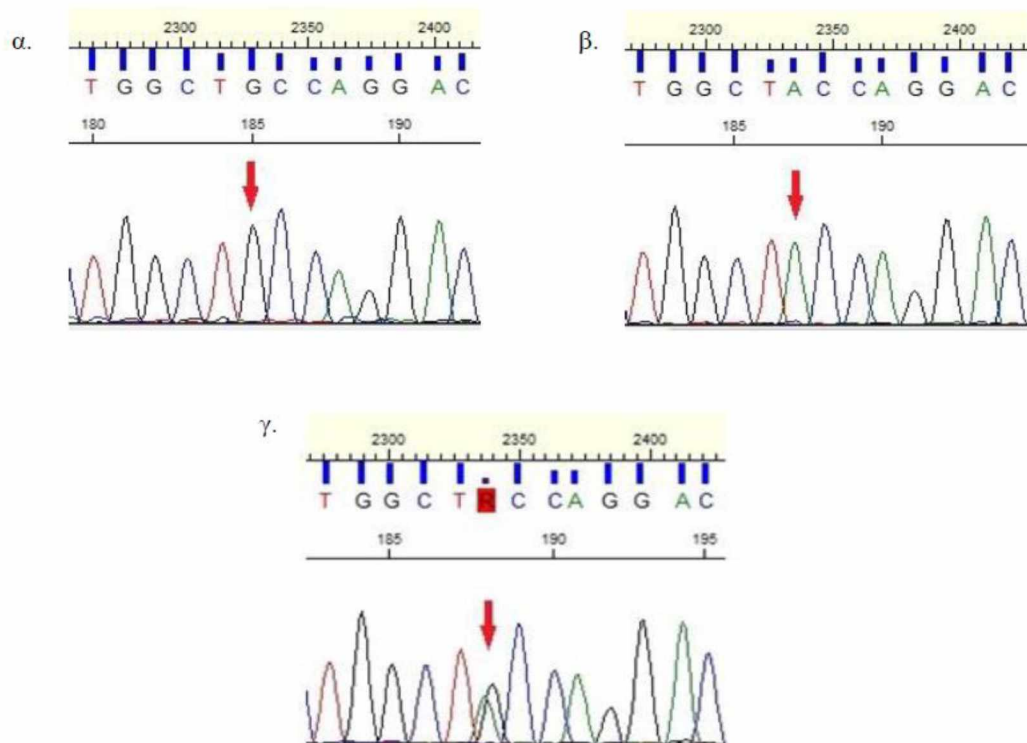 α.
2300 2350 2400
T G G C T G C C A G G A C
180 185 190
β.
2300 2350 2400
T G G C T A C C A G G A C
185 190
γ.
2300 2350 2400
T G G C T R C C A G G A C
185 190 195